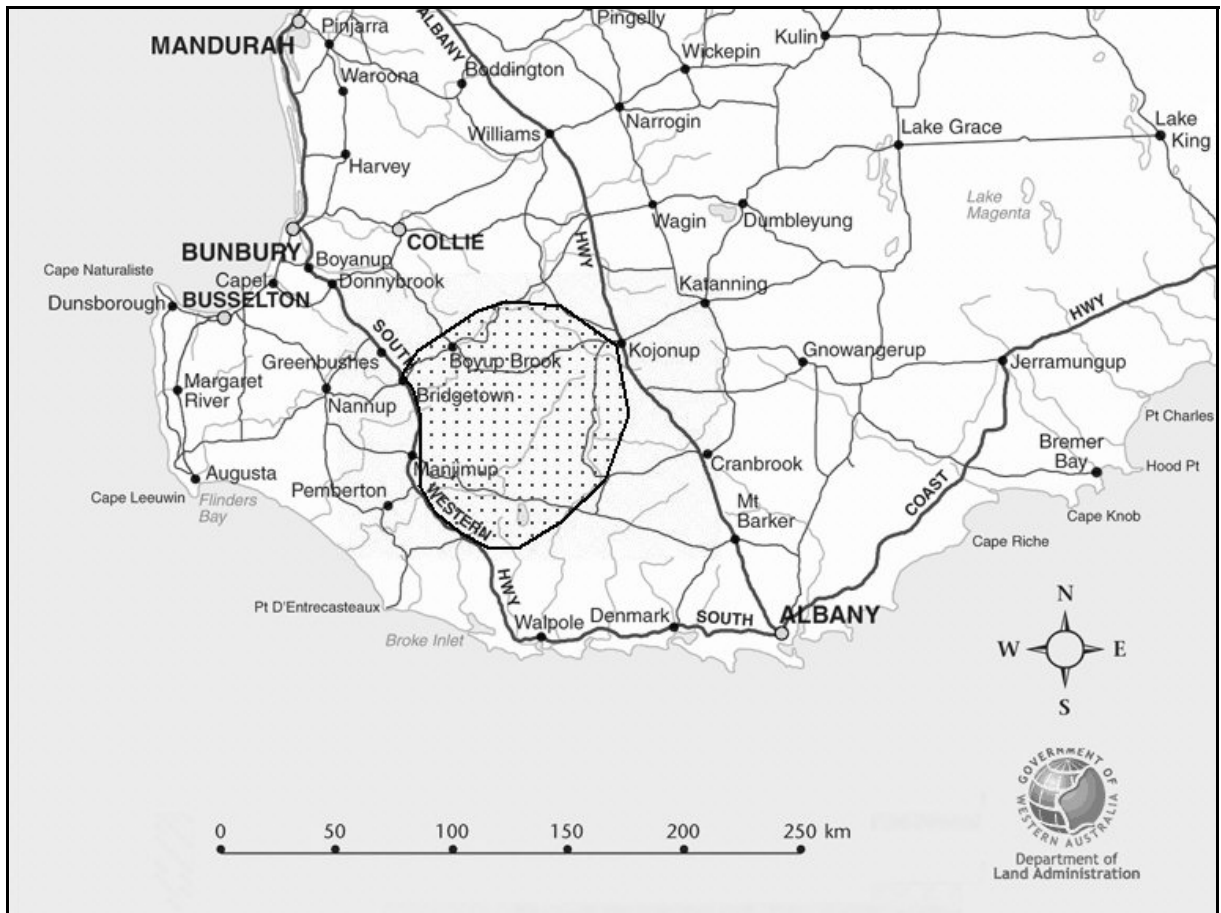 Pingelly
Pinjarra
ALBANY
Kulin
MANDURAH
Wickepin
Boddington
Waroona
Narrogin
Williams
Lake Grace
Lake
King
Harvey
Lake
Magenta
Wagin
Dumbleyung
HWY
COLLIE
BUNBURY
Boyanup
Cape Naturaliste
Capel
Donnybrook
Katanning
Dunsborough
BUSSELTON
HWY
SOUTH
Kojonup
Gnowangerup
Greenbushes
Boyup Brook
Jerramungup
Margaret
River
Nannup
Bridgetown
Pt Charles
Bremer
Bay
Cranbrook
Manjimup
Hood Pt
Augusta
Pemberton
Cape Leeuwin
Flinders
Bay
WESTERN
COAST
Mt
Barker
Cape Knob
Cape Riche
HWY
Pt D'Entrecasteaux
Walpole
Denmark
SOUTH
ALBANY
Broke Inlet
N
W
E
S
GOVERNMENT OF
WESTERN AUSTRALIA
0 50 100 150 200 250 km
Department of
Land Administration